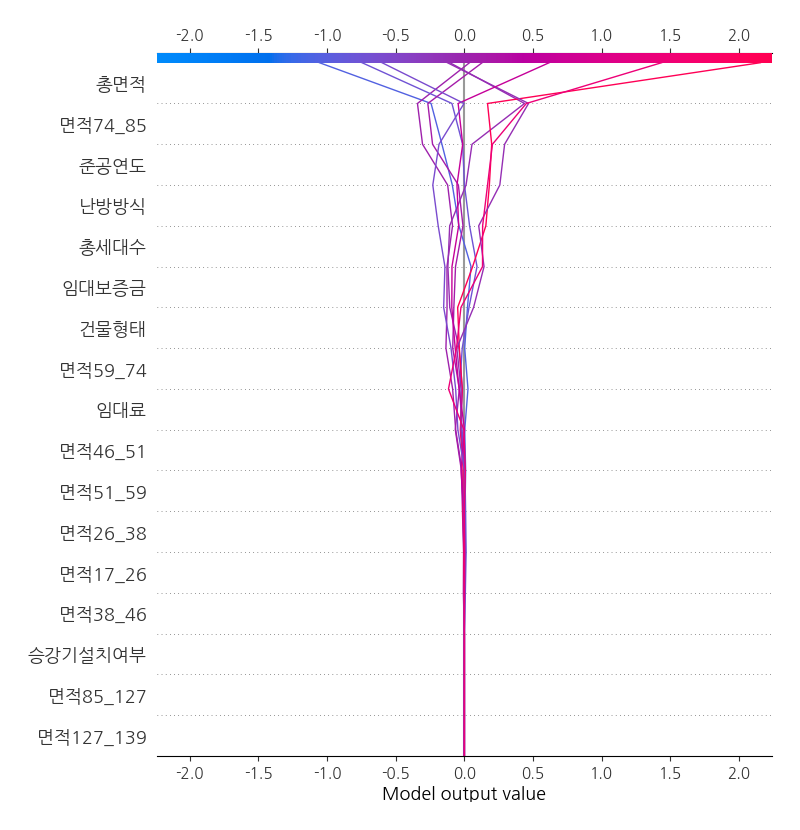 -2.0 -1.5 -1.0 -0.5 0.0 0.5 1.0 1.5 2.0
총면적
면적74_85
준공연도
난방방식
총세대수
임대보증금
건물형태
면적59_74
임대료
면적46_51
면적51_59
면적26_38
면적17_26
면적38_46
승강기설치여부
면적85_127
면적127_139
-2.0 -1.5 -1.0 -0.5 0.0 0.5 1.0 1.5 2.0
Model output value